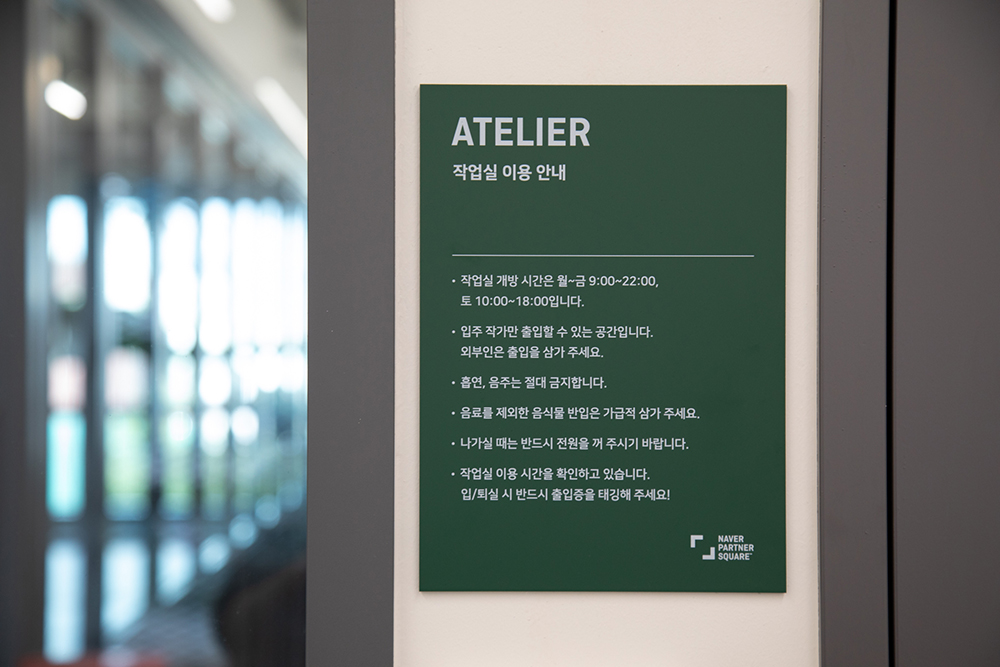 ATELIER
작업실 이용 안내
• 작업실 개방 시간은 월~금 9:00~22:00,
토 10:00~18:00입니다.
• 입주 작가만 출입할 수 있는 공간입니다.
외부인은 출입을 삼가 주세요.
• 흡연, 음주는 절대 금지합니다.
• 음료를 제외한 음식물 반입은 가급적 삼가 주세요.
• 나가실 때는 반드시 전원을 꺼 주시기 바랍니다.
• 작업실 이용 시간을 확인하고 있습니다.
입/퇴실 시 반드시 출입증을 태깅해 주세요!
NAVER
PARTNER
SQUARE™